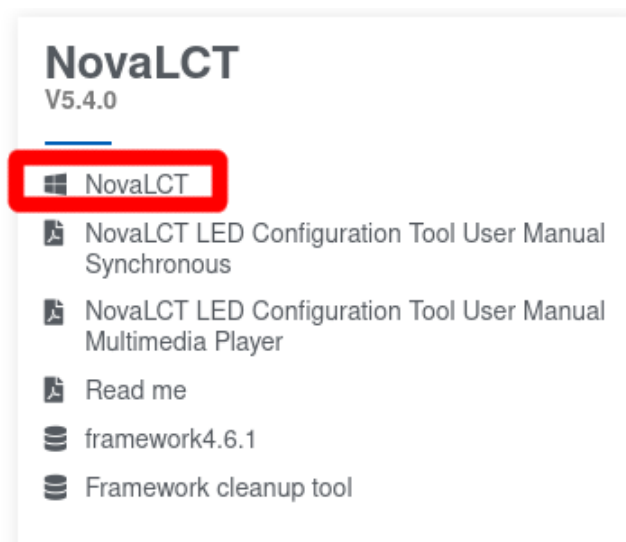 NovaLCT
V5.4.0
NovaLCT
NovaLCT LED Configuration Tool User Manual
Synchronous
NovaLCT LED Configuration Tool User Manual
Multimedia Player
Read me
framework4.6.1
Framework cleanup tool